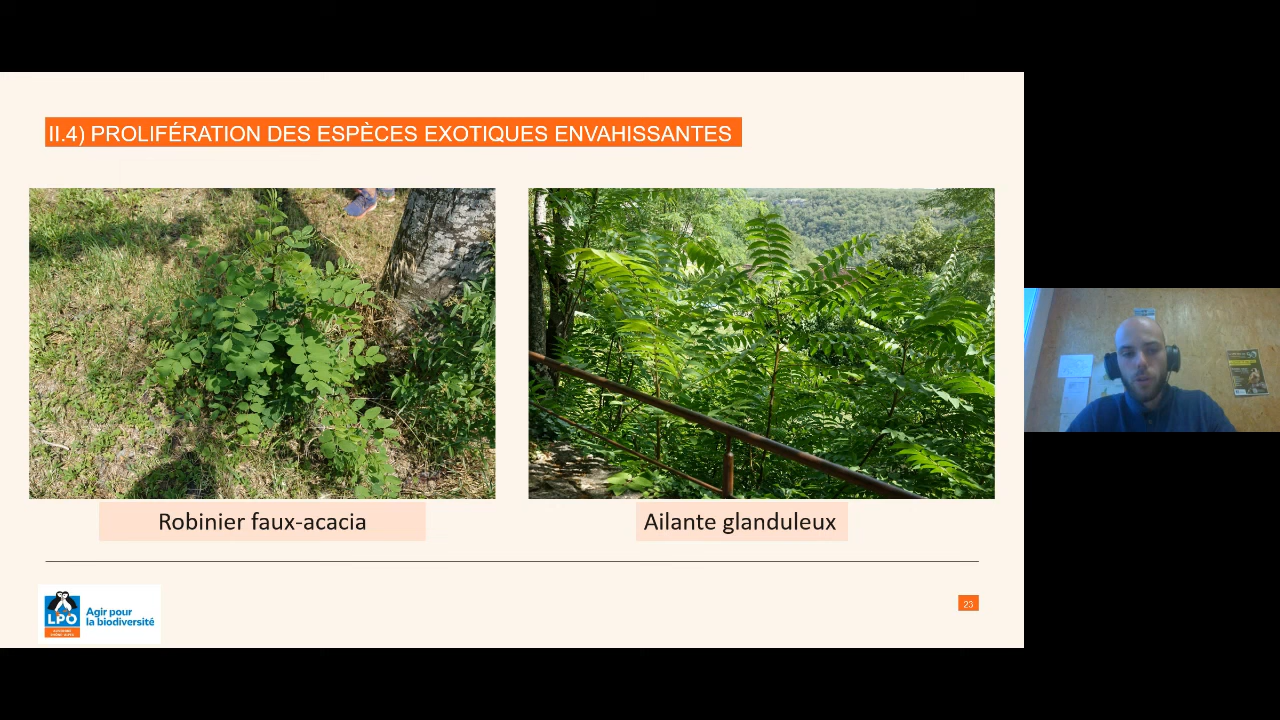 II.4) PROLIFÉRATION DES ESPÈCES EXOTIQUES ENVAHISSANTES
Robinier faux-acacia
Ailante glanduleux
LPO
Agir pour
la biodiversité
23